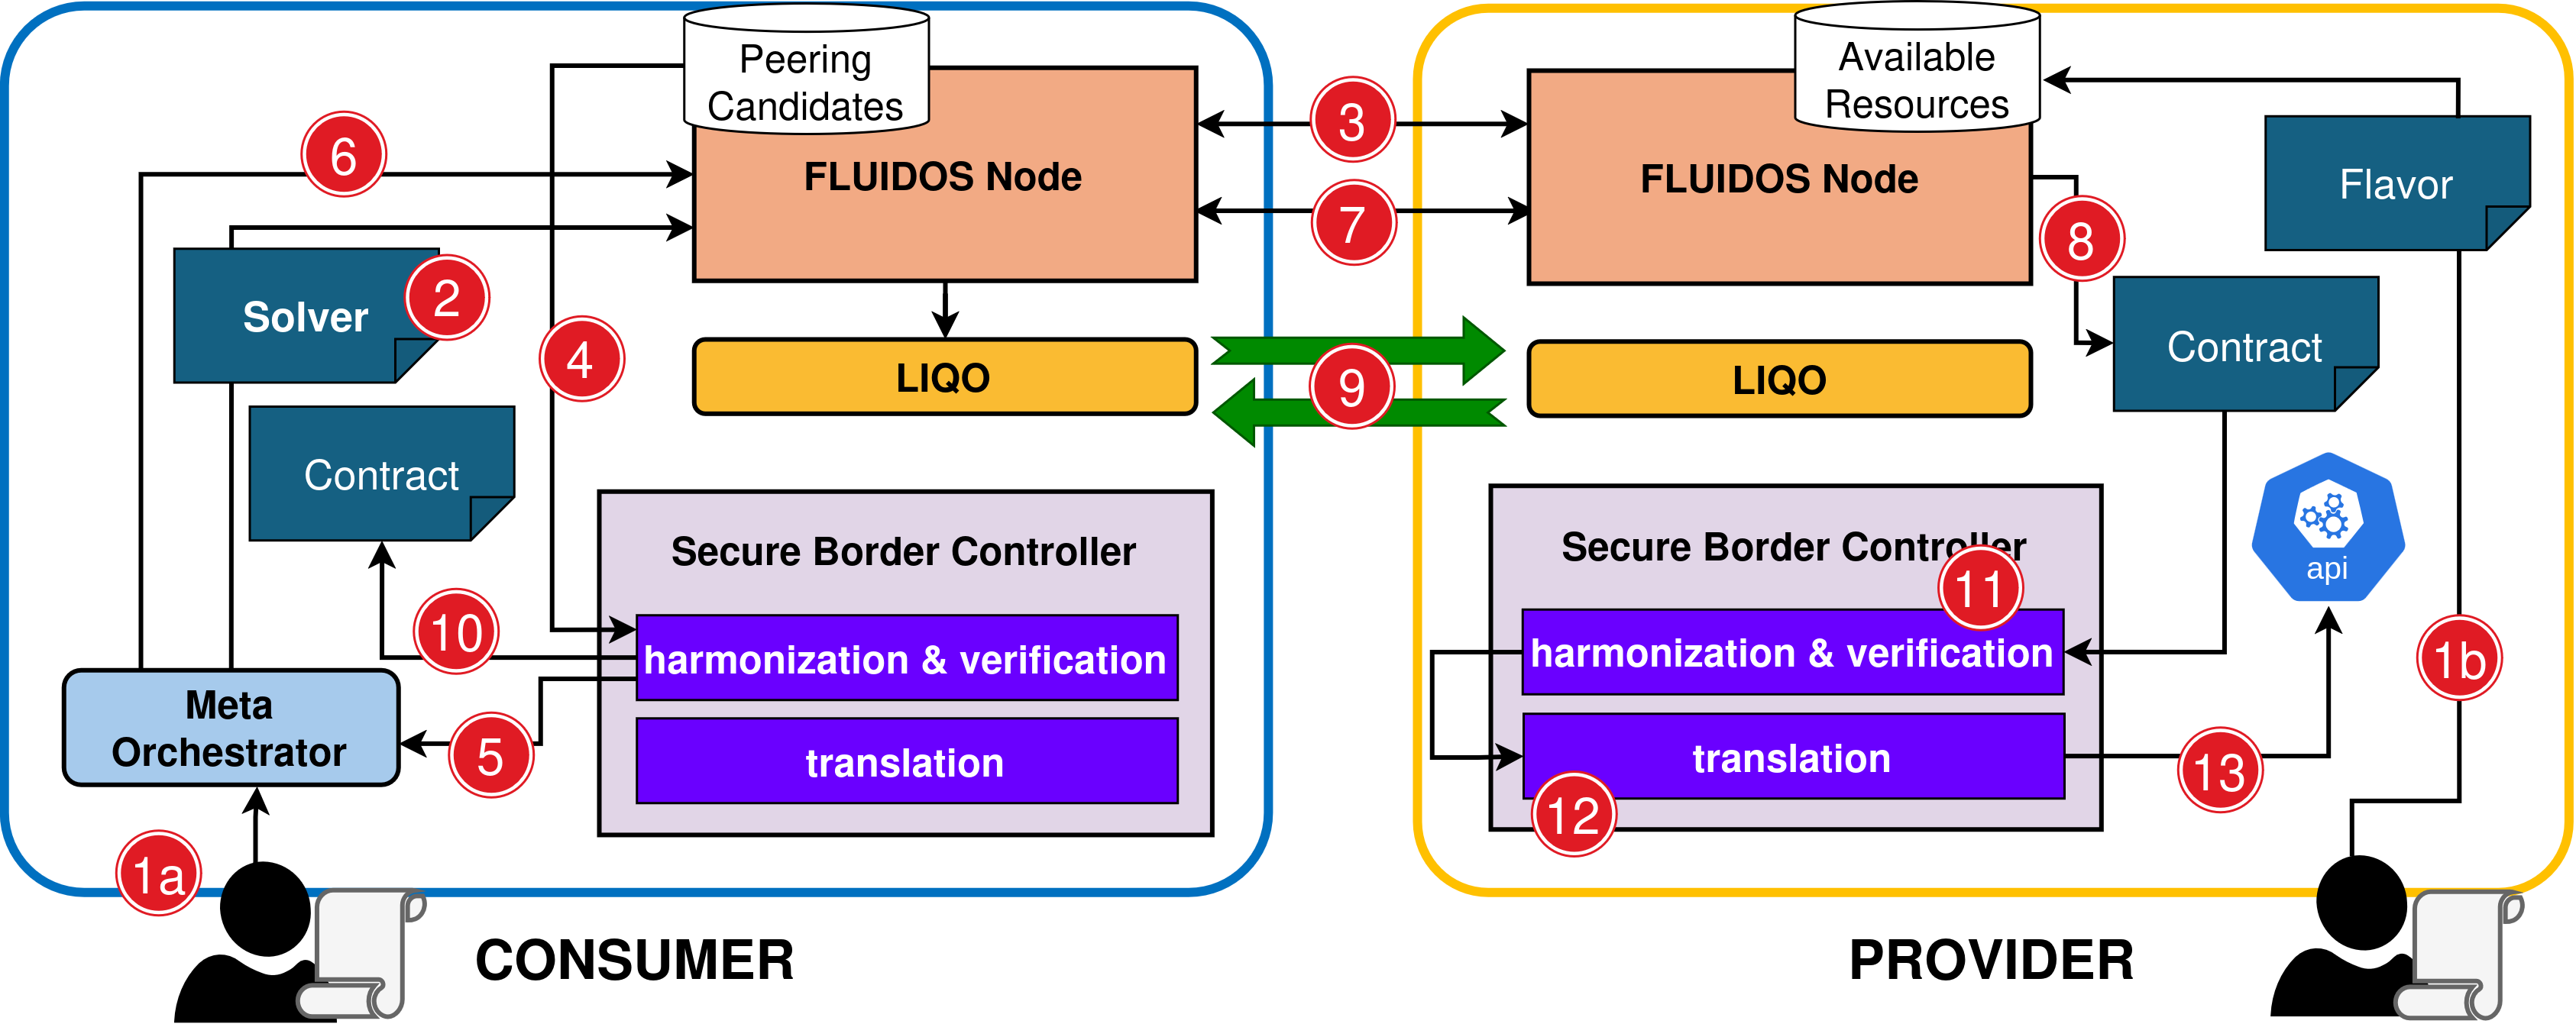 Peering
Candidates
FLUIDOS Node
6
Solver
2
4
LIQO
Contract
Secure Border Controller
harmonization & verification
translation
10
5
Meta
Orchestrator
1a
CONSUMER
3
7
9
Available
Resources
FLUIDOS Node
Flavor
8
Contract
LIQO
api
Secure Border Controller
11
harmonization & verification
translation
12
13
1b
PROVIDER